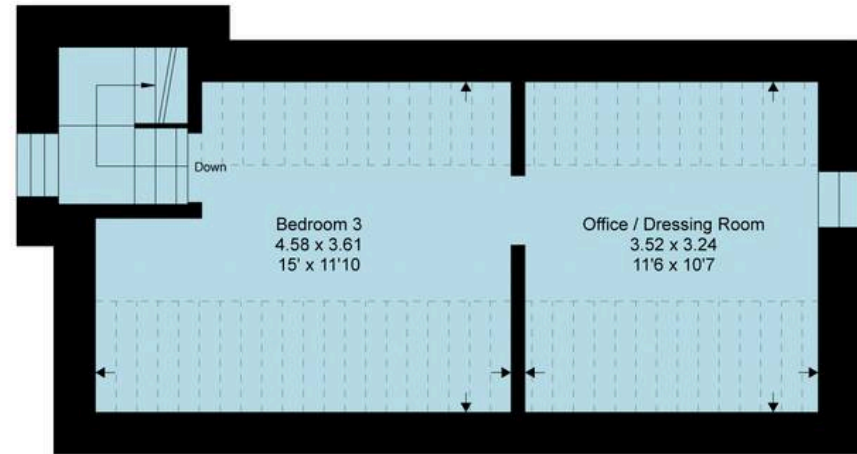 Down
Bedroom 3
4.58 x 3.61
15' x 11'10
Office / Dressing Room
3.52 x 3.24
11'6 x 10'7